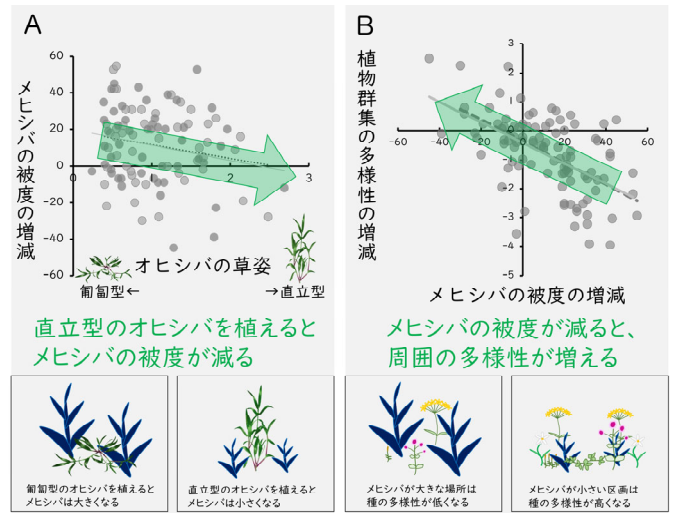 A
メヒシバの被度の増減
60
40
20
0
-20
-40
-60
1
2
3
オヒシバの草姿
匍匐型←
→直立型
直立型のオヒシバを植えると
メヒシバの被度が減る
匍匐型のオヒシバを植えると
メヒシバは大きくなる
直立型のオヒシバを植えると
メヒシバは小さくなる
B
植物群集の多様性の増減
3
2
1
0
-1
-2
-3
-4
-5
-60
-40
-20
20
40
60
メヒシバの被度の増減
メヒシバの被度が減ると、
周囲の多様性が増える
メヒシバが大きな場所は
種の多様性が低くなる
メヒシバが小さい区画は
種の多様性が高くなる